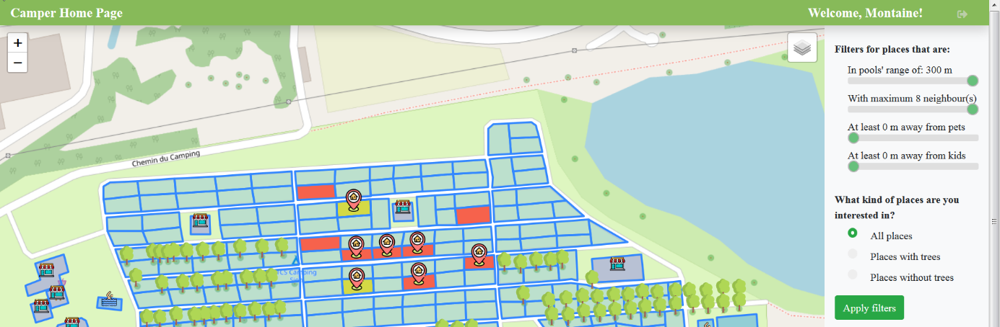 Camper Home Page
Welcome, Montaine!
+
−
Filters for places that are:
In pools' range of: 300 m
With maximum 8 neighbour(s)
At least 0 m away from pets
At least 0 m away from kids
Chemin du Camping
What kind of places are you
interested in?
All places
Places with trees
Places without trees
TCS Camping
Apply filters